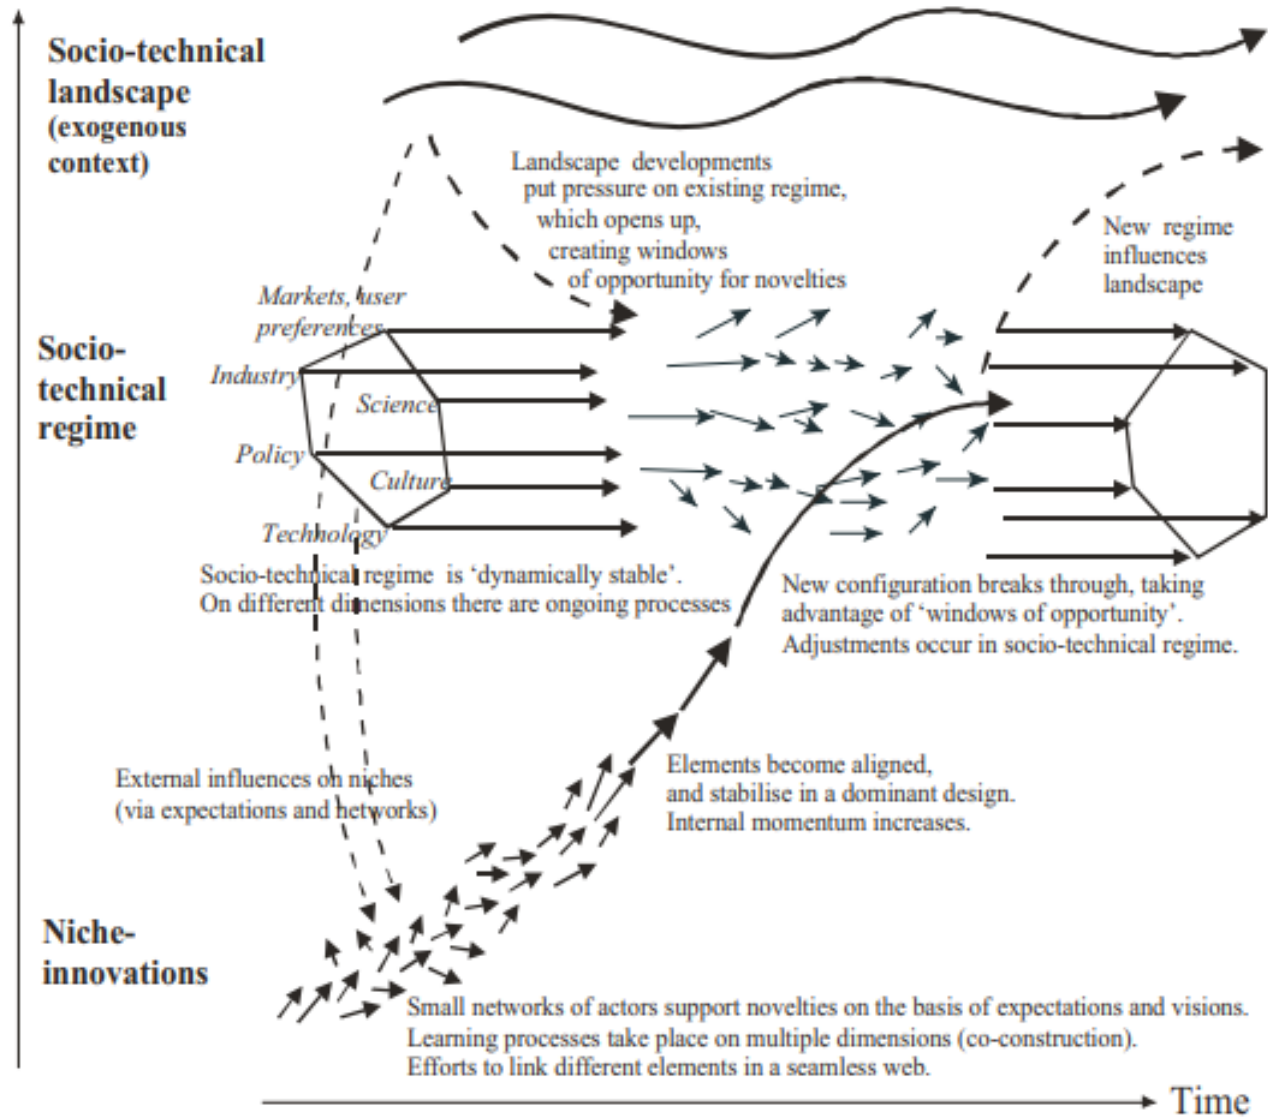 Socio-technical
landscape
(exogenous
context)
Landscape developments
put pressure on existing regime,
which opens up,
creating windows
of opportunity for novelties
New regime
influences
landscape
Markets, user
preferences
Socio-
technical
regime
Industry
Science
Policy
Culture
Technology
Socio-technical regime is ‘dynamically stable’.
On different dimensions there are ongoing processes
New configuration breaks through, taking
advantage of ‘windows of opportunity’.
Adjustments occur in socio-technical regime.
External influences on niches
(via expectations and networks)
Elements become aligned,
and stabilise in a dominant design.
Internal momentum increases.
Niche-
innovations
Small networks of actors support novelties on the basis of expectations and visions.
Learning processes take place on multiple dimensions (co-construction).
Efforts to link different elements in a seamless web.
Time